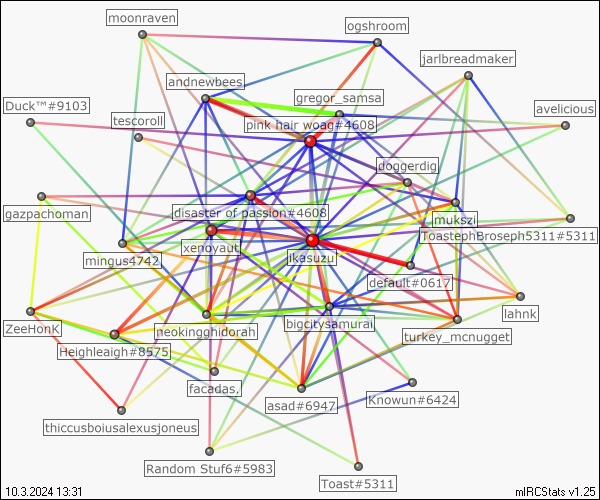 moonraven
ogshroom
jarlbreadmaker
andnewbees
gregor_samsa
Duck™#9103
avelicious
tescoroll
pink hair woag#4608
doggerdig
gazpachoman
disaster of passion#4608
mukszi
ToastephBroseph5311#5311
xenoyaut
mingus4742
ikasuzu
default#0617
lahnk
ZeeHonK
neokingghidorah
bigcitysamurai
turkey_mcnugget
Heighleaigh#8575
facadas.
asad#6947
Knowun#6424
thiccusboiusalexusjoneus
Random Stuf6#5983
Toast#5311
10.3.2024 13:31
mIRCStats v1.25